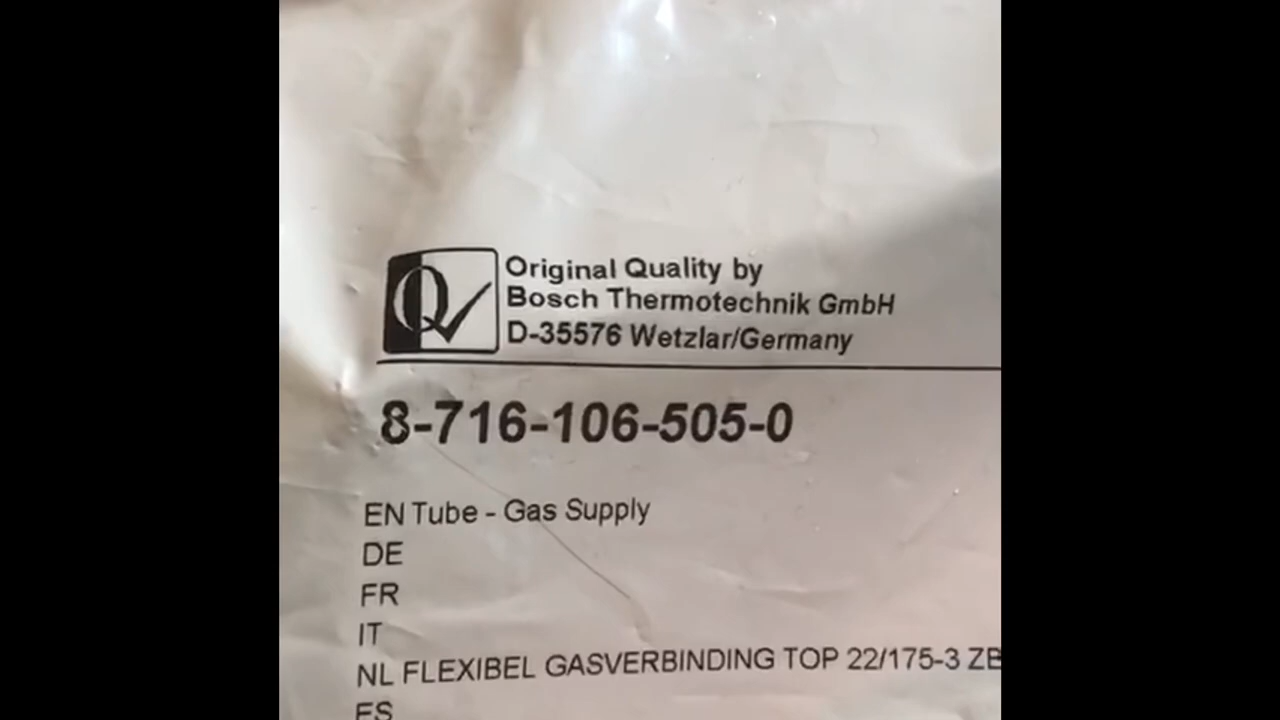 Original Quality by
Bosch Thermotechnik GmbH
D-35576 Wetzlar/Germany
8-716-106-505-0
EN Tube - Gas Supply
DE
FR
IT
NL FLEXIBEL GASVERBINDING TOP 22/175-3 ZB
ES